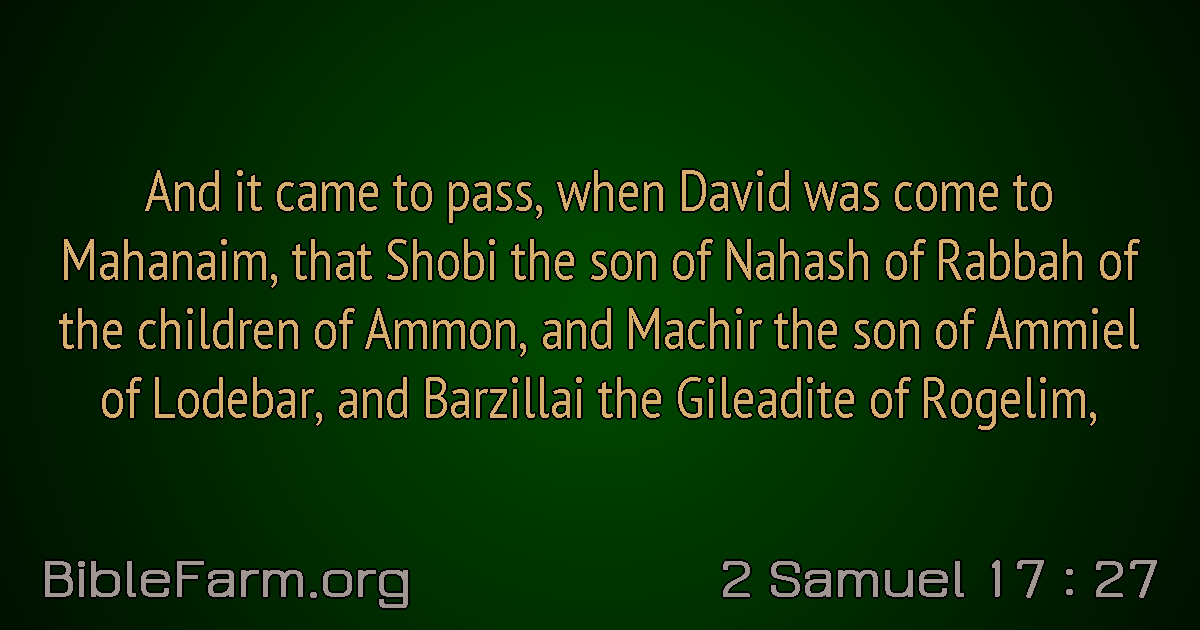 And it came to pass, when David was come to
Mahanaim, that Shobi the son of Nahash of Rabbah of
the children of Ammon, and Machir the son of Ammiel
of Lodebar, and Barzillai the Gileadite of Rogelim,
BibleFarm.org
2 Samuel 17 : 27